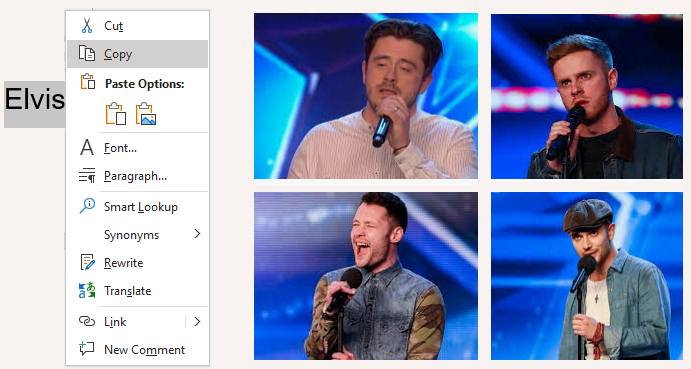 Elvis
Cut
Copy
Paste Options:
Font...
Paragraph...
Smart Lookup
Synonyms
Rewrite
Translate
Link
New Comment